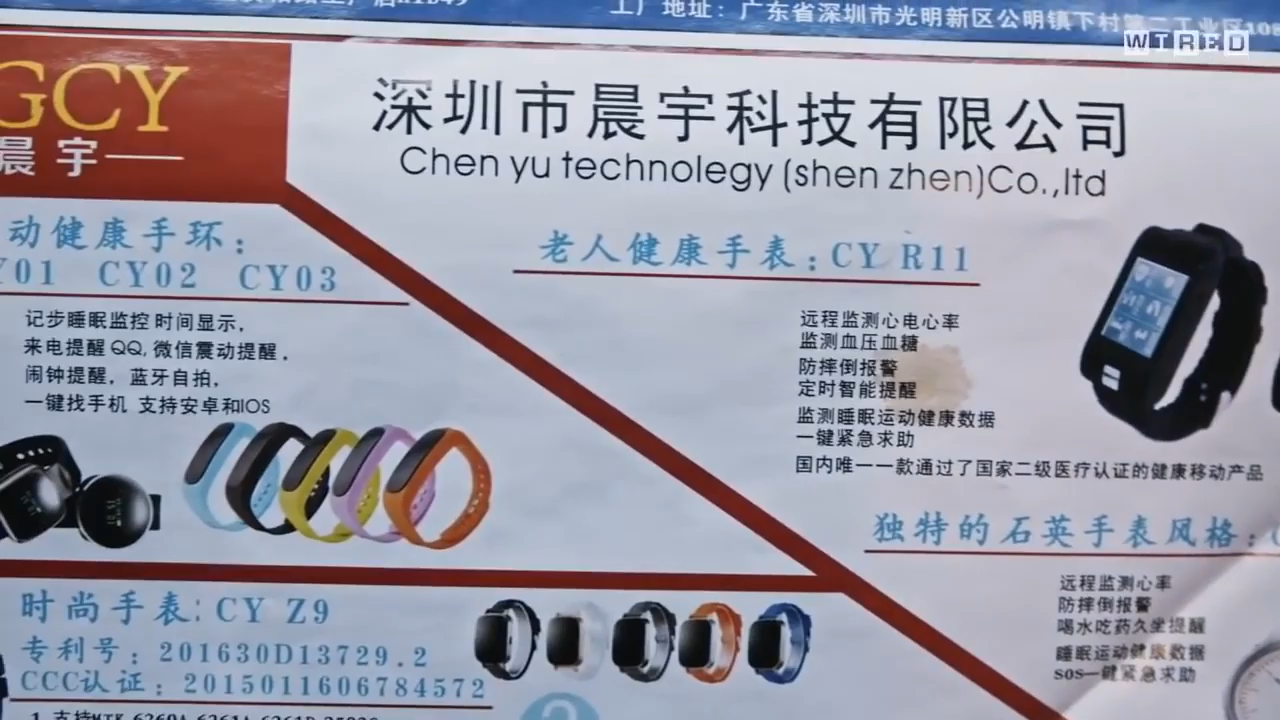 工厂地址：广东省深圳市光明新区公明镇下村第二工业区
WIRED
GCY
晨宇
深圳市晨宇科技有限公司
Chen yu technolegy (shen zhen)Co.,ltd
动健康手环：
Y01 CY02 CY03
记步睡眠监控 时间显示，
来电提醒 QQ, 微信震动提醒，
闹钟提醒， 蓝牙自拍，
一键找手机 支持安卓和IOS
老人健康手表：CY R11
远程监测心电心率
监测血压血糖
防摔倒报警
定时智能提醒
监测睡眠运动健康数据
一键紧急求助
国内唯一一款通过了国家二级医疗认证的健康移动产品
独特的石英手表风格：
远程监测心率
防摔倒报警
喝水吃药久坐提醒
睡眠运动健康数据
sos一键紧急求助
时尚手表：CY Z9
专利号：201630D13729.2
CCC认证：2015011606784572